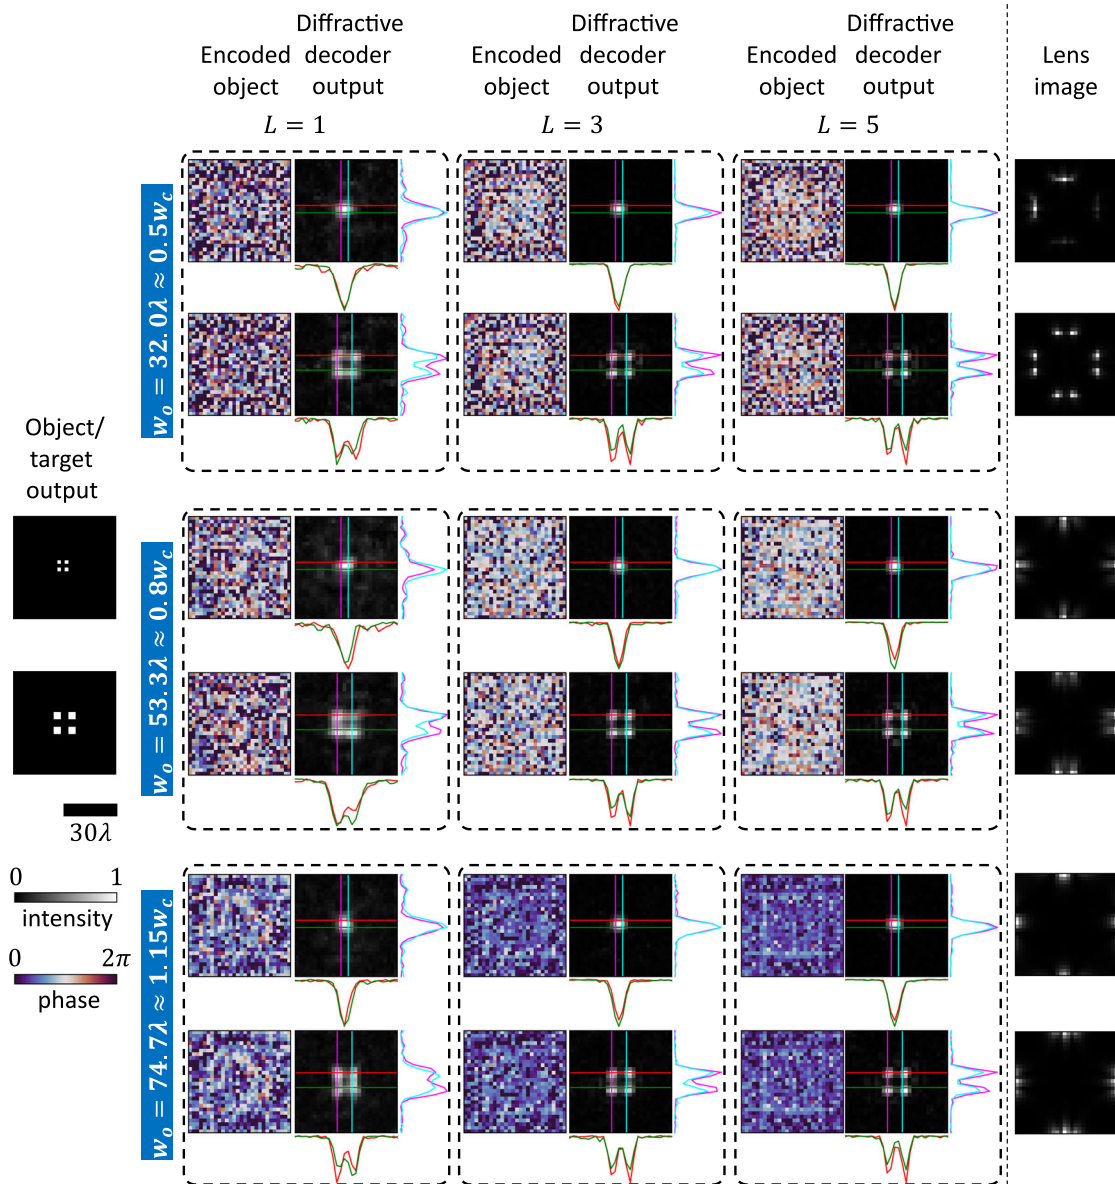 Encoded
object
Diffractive
decoder
output
Encoded
object
Diffractive
decoder
output
Encoded
object
Diffractive
decoder
output
Lens
image
L = 1
L = 3
L = 5
w_o = 32.0λ ≈ 0.5w_c
Object/
target
output
w_o = 53.3λ ≈ 0.8w_c
30λ
0 1
intensity
0 2π
phase
w_o = 74.7λ ≈ 1.15w_c